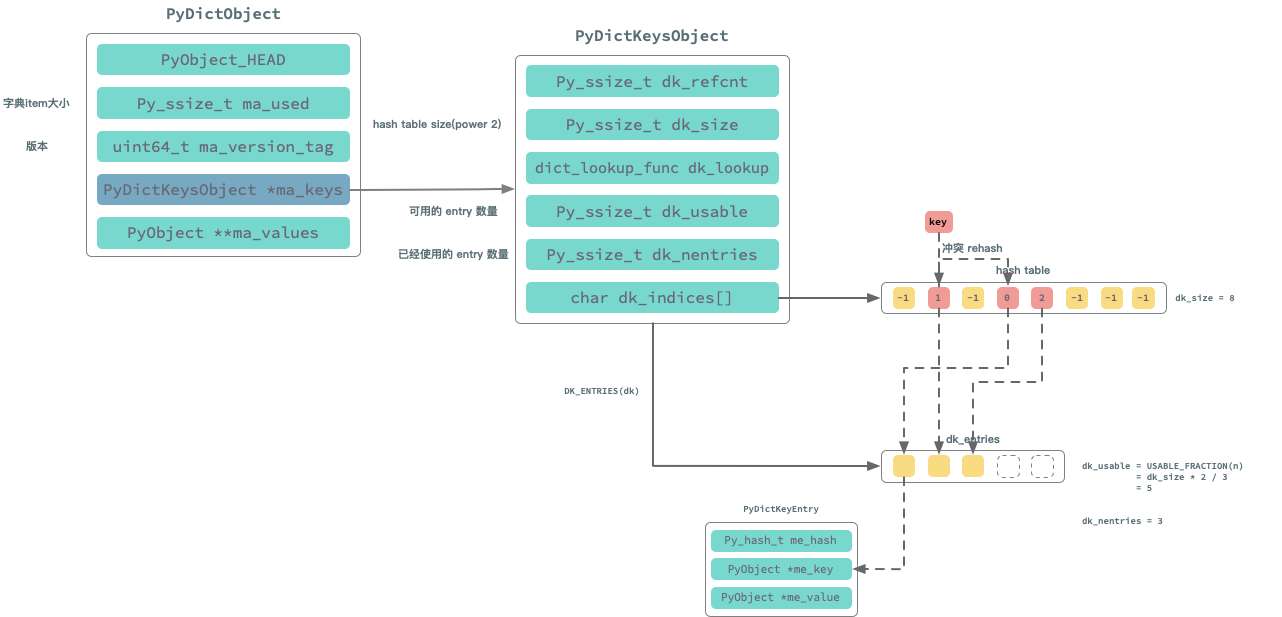 PyDictObject
PyObject_HEAD
字典item大小
Py_ssize_t ma_used
版本
uint64_t ma_version_tag
PyDictKeysObject *ma_keys
PyObject **ma_values
PyDictKeysObject
Py_ssize_t dk_refcnt
hash table size(power 2)
Py_ssize_t dk_size
dict_lookup_func dk_lookup
可用的 entry 数量
Py_ssize_t dk_usable
已经使用的 entry 数量
Py_ssize_t dk_nentries
char dk_indices[]
key
冲突 rehash
hash table
-1 1 -1 0 2 -1 -1 -1
dk_size = 8
DK_ENTRIES(dk)
dk_entries
dk_usable = USABLE_FRACTION(n)
= dk_size * 2 / 3
= 5
dk_nentries = 3
PyDictKeyEntry
Py_hash_t me_hash
PyObject *me_key
PyObject *me_value